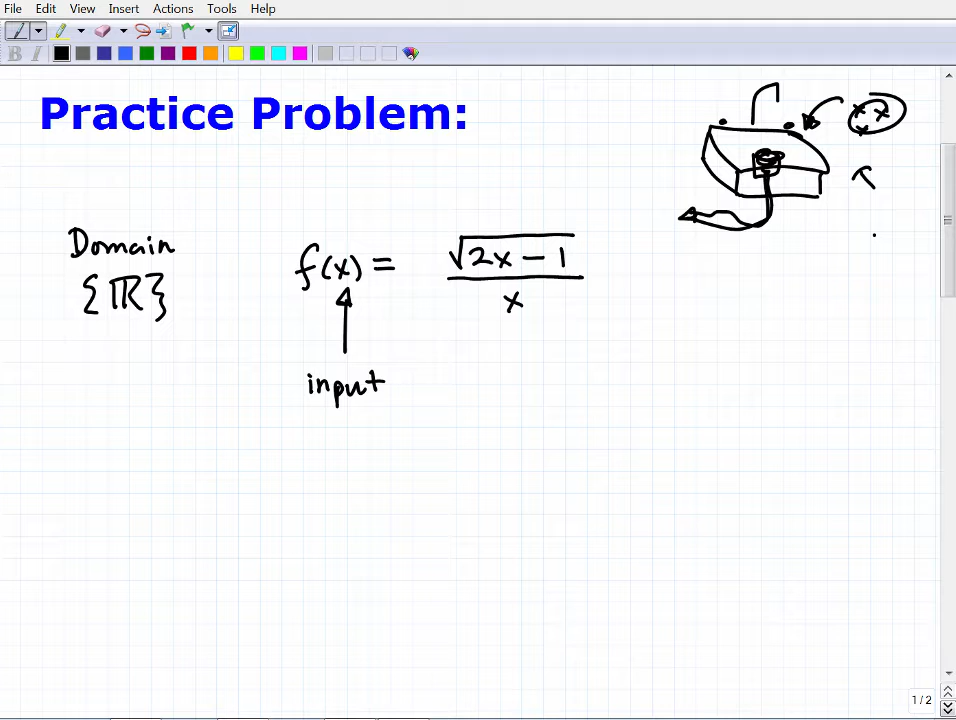 File Edit View Insert Actions Tools Help
B I
Practice Problem:
Domain
{ℝ}
f(x) = √(2x − 1) / x
input
1 / 2